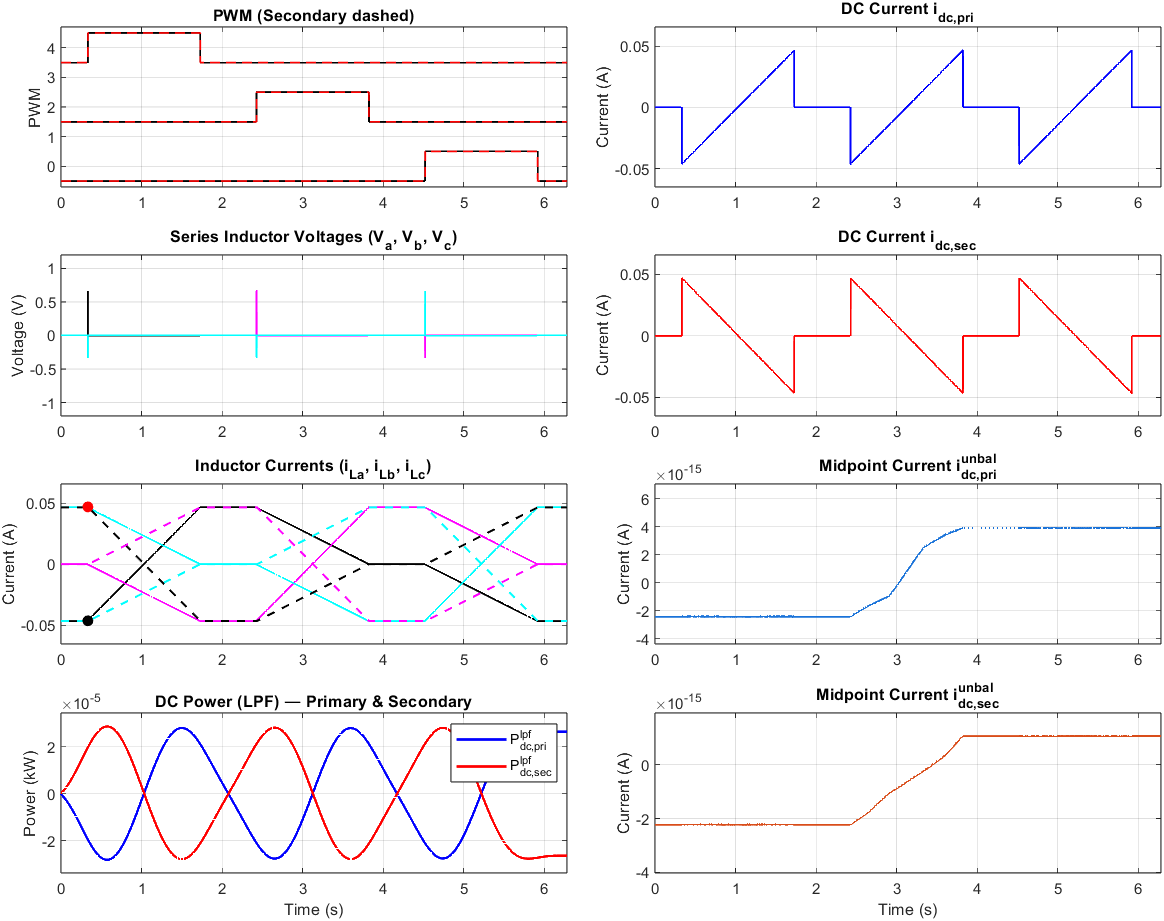 PWM (Secondary dashed)
PWM
4
3
2
1
0
0 1 2 3 4 5 6
DC Current i_dc,pri
Current (A)
0.05
0
-0.05
0 1 2 3 4 5 6
Series Inductor Voltages (V_a, V_b, V_c)
Voltage (V)
1
0.5
0
-0.5
-1
0 1 2 3 4 5 6
DC Current i_dc,sec
Current (A)
0.05
0
-0.05
0 1 2 3 4 5 6
Inductor Currents (i_La, i_Lb, i_Lc)
Current (A)
0.05
0
-0.05
0 1 2 3 4 5 6
Midpoint Current i_dc,pri^unbal
×10^-15
Current (A)
6
4
2
0
-2
-4
0 1 2 3 4 5 6
DC Power (LPF) — Primary & Secondary
×10^-5
Power (kW)
2
0
-2
P_dc,pri^lpf
P_dc,sec^lpf
0 1 2 3 4 5 6
Time (s)
Midpoint Current i_dc,sec^unbal
×10^-15
Current (A)
0
-2
-4
0 1 2 3 4 5 6
Time (s)